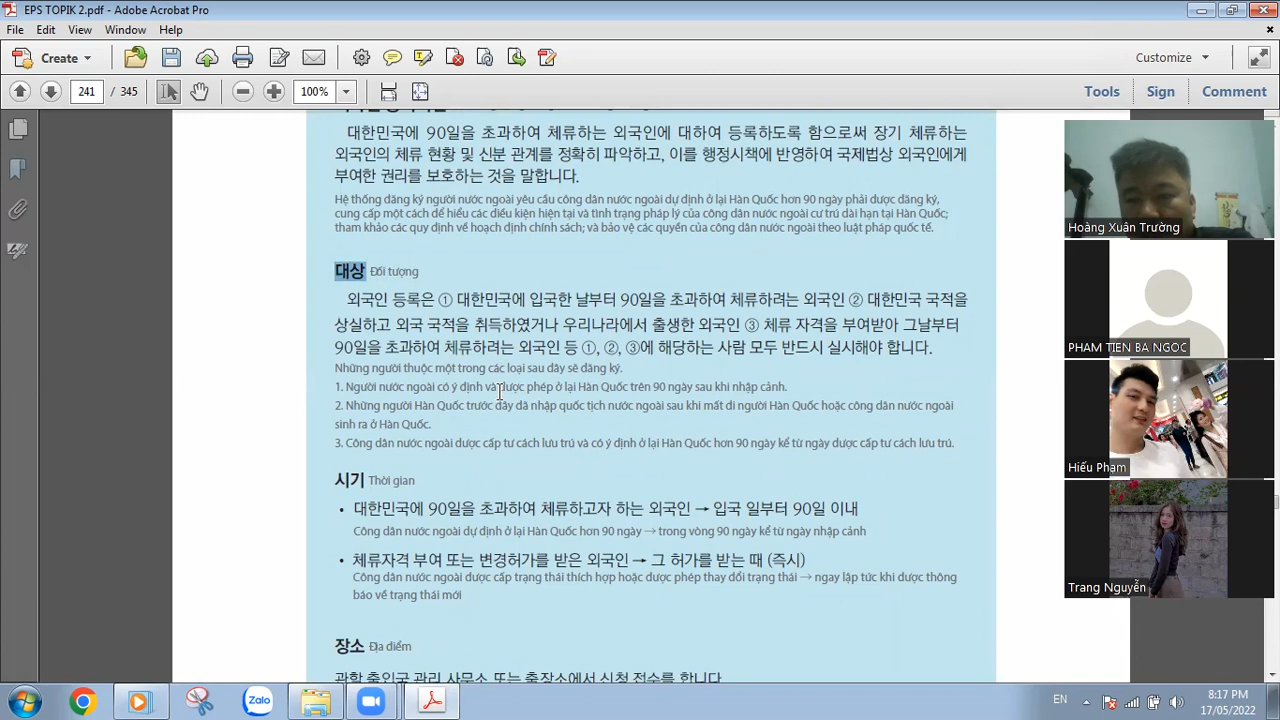 EPS TOPIK 2.pdf - Adobe Acrobat Pro
File Edit View Window Help
Create Customize
241 / 345 100% Tools Sign Comment
대한민국에 90일을 초과하여 체류하는 외국인에 대하여 등록하도록 함으로써 장기 체류하는
외국인의 체류 현황 및 신분 관계를 정확히 파악하고, 이를 행정시책에 반영하여 국제법상 외국인에게
부여한 권리를 보호하는 것을 말합니다.
Hệ thống đăng ký người nước ngoài yêu cầu công dân nước ngoài dự định ở lại Hàn Quốc hơn 90 ngày phải được đăng ký,
cung cấp một cách để hiểu các điều kiện hiện tại và tình trạng pháp lý của công dân nước ngoài cư trú dài hạn tại Hàn Quốc;
tham khảo các quy định về hoạch định chính sách; và bảo vệ các quyền của công dân nước ngoài theo luật pháp quốc tế.
대상 Đối tượng
외국인 등록은 ① 대한민국에 입국한 날부터 90일을 초과하여 체류하려는 외국인 ② 대한민국 국적을
상실하고 외국 국적을 취득하였거나 우리나라에서 출생한 외국인 ③ 체류 자격을 부여받아 그날부터
90일을 초과하여 체류하려는 외국인 등 ①, ②, ③에 해당하는 사람 모두 반드시 실시해야 합니다.
Những người thuộc một trong các loại sau đây sẽ đăng ký.
1. Người nước ngoài có ý định và được phép ở lại Hàn Quốc trên 90 ngày sau khi nhập cảnh.
2. Những người Hàn Quốc trước đây đã nhập quốc tịch nước ngoài sau khi mất đi người Hàn Quốc hoặc công dân nước ngoài
sinh ra ở Hàn Quốc.
3. Công dân nước ngoài được cấp tư cách lưu trú và có ý định ở lại Hàn Quốc hơn 90 ngày kể từ ngày được cấp tư cách lưu trú.
시기 Thời gian
• 대한민국에 90일을 초과하여 체류하고자 하는 외국인 → 입국 일부터 90일 이내
Công dân nước ngoài dự định ở lại Hàn Quốc hơn 90 ngày → trong vòng 90 ngày kể từ ngày nhập cảnh
• 체류자격 부여 또는 변경허가를 받은 외국인 → 그 허가를 받는 때 (즉시)
Công dân nước ngoài được cấp trạng thái thích hợp hoặc được phép thay đổi trạng thái → ngay lập tức khi được thông
báo về trạng thái mới
장소 Địa điểm
관할 출입국 관리 사무소 또는 출장소에서 신청 접수를 합니다
Hoàng Xuân Trường
PHAM TIEN BA NGOC
Hiếu Phạm
Trang Nguyễn
Zalo
EN
8:17 PM
17/05/2022